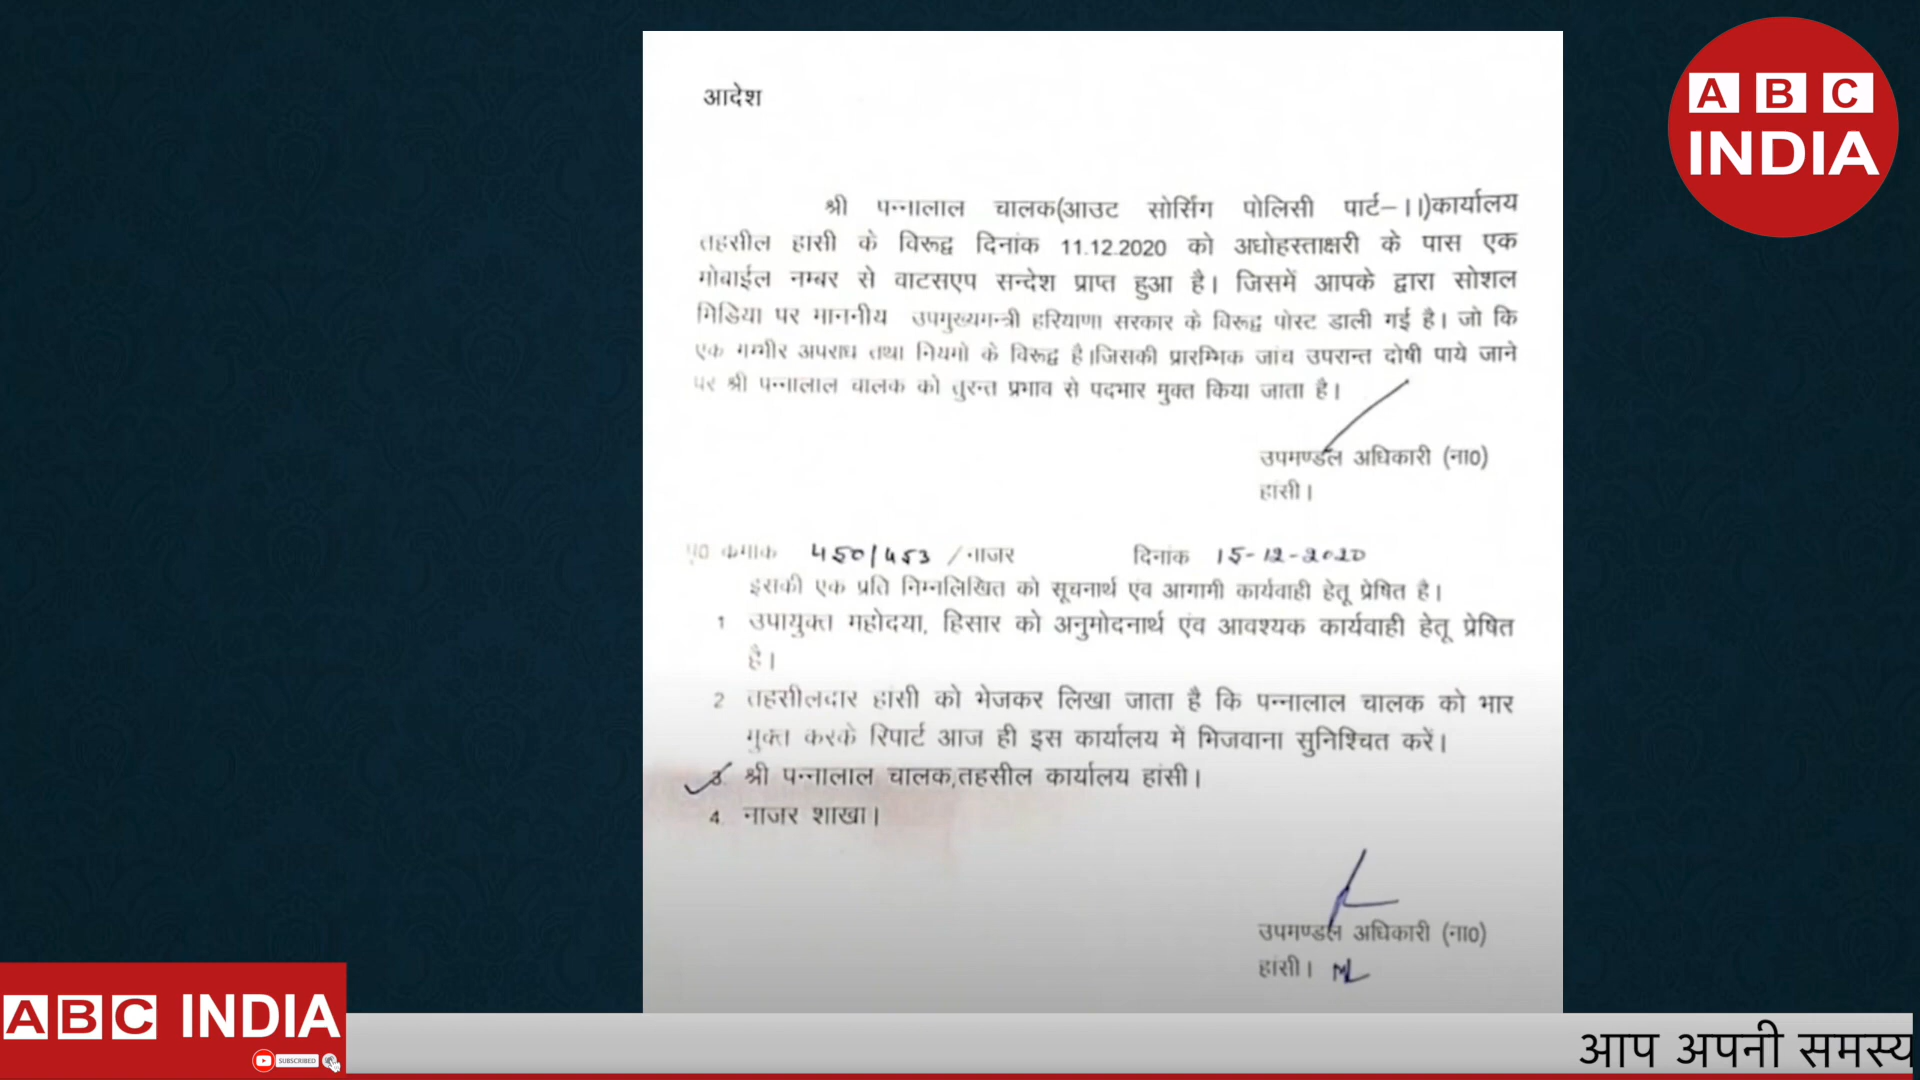 आदेश
A B C
INDIA
श्री पन्नालाल चालक(आउट सोर्सिग पोलिसी पार्ट–।।)कार्यालय
तहसील हांसी के विरूद्व दिनांक 11.12.2020 को अधोहस्ताक्षरी के पास एक
मोबाईल नम्बर से वाटसएप सन्देश प्राप्त हुआ है। जिसमें आपके द्वारा सोशल
मिडिया पर माननीय उपमुख्यमन्त्री हरियाणा सरकार के विरूद्व पोस्ट डाली गई है। जो कि
एक गम्भीर अपराध तथा नियमो के विरूद्व है।जिसकी प्रारम्भिक जांच उपरान्त दोषी पाये जाने
पर श्री पन्नालाल चालक को तुरन्त प्रभाव से पदभार मुक्त किया जाता है।
उपमण्डल अधिकारी (ना0)
हांसी।
कमाक 450/453 /नाजर दिनांक 15-12-2020
इसकी एक प्रति निम्नलिखित को सूचनार्थ एंव आगामी कार्यवाही हेतू प्रेषित है।
1 उपायुक्त महोदया, हिसार को अनुमोदनार्थ एंव आवश्यक कार्यवाही हेतू प्रेषित
है।
2 तहसीलदार हांसी को भेजकर लिखा जाता है कि पन्नालाल चालक को भार
मुक्त करके रिपार्ट आज ही इस कार्यालय में भिजवाना सुनिश्चित करें।
3. श्री पन्नालाल चालक,तहसील कार्यालय हांसी।
4. नाजर शाखा।
उपमण्डल अधिकारी (ना0)
हांसी।
ABC INDIA
SUBSCRIBED
आप अपनी समस्य